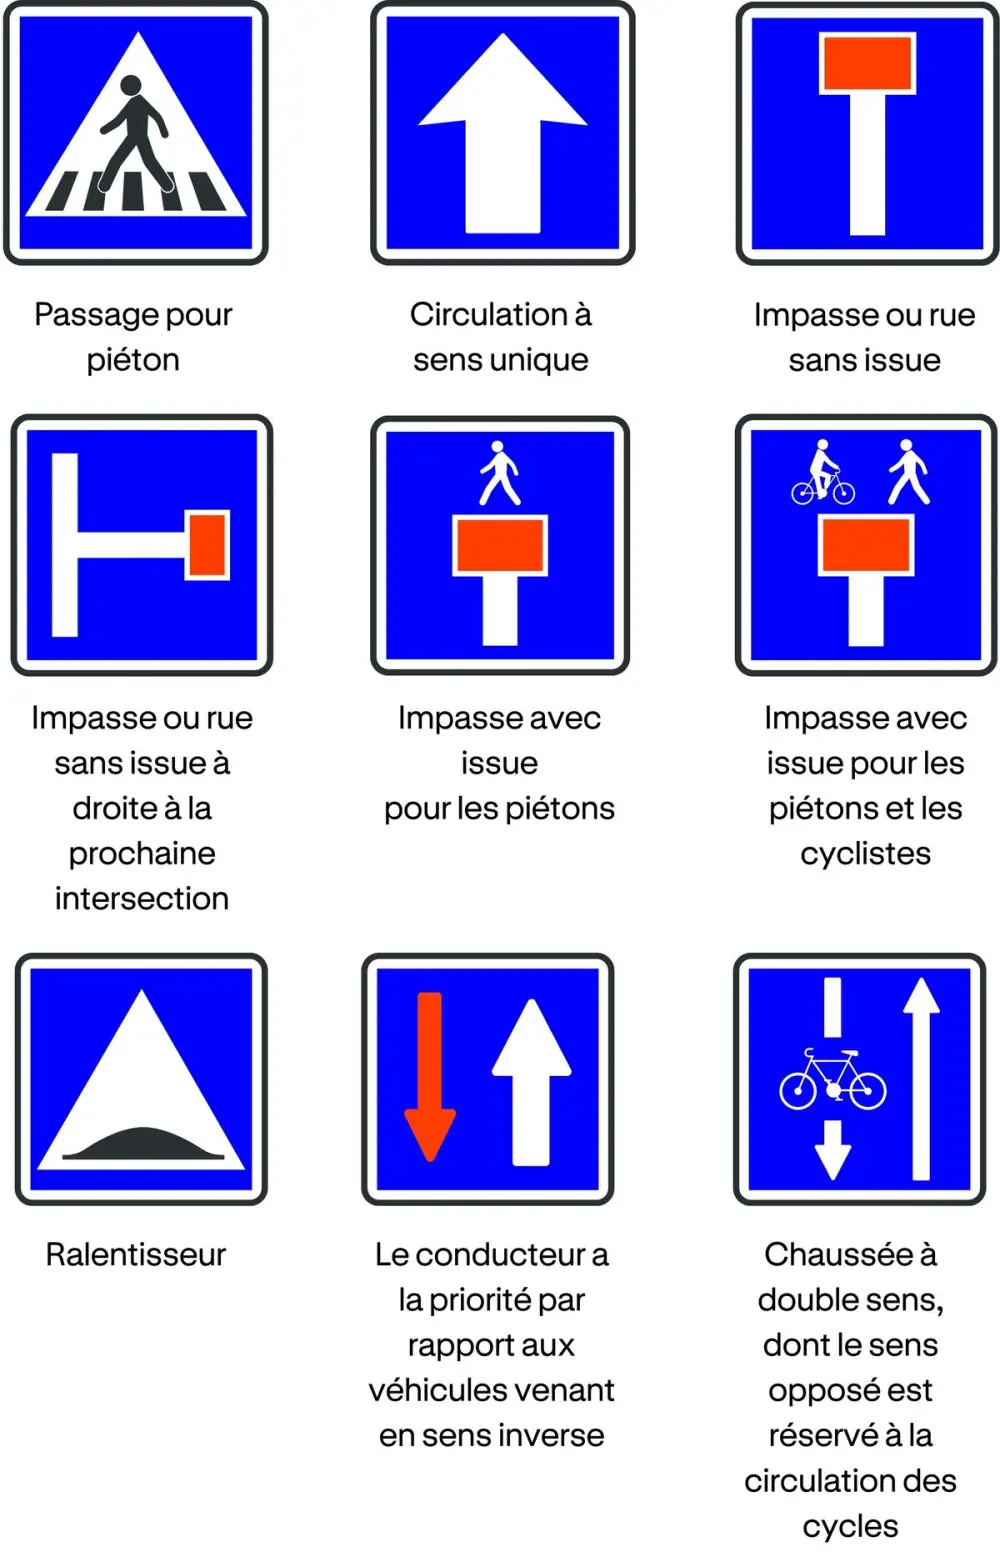 Passage pour
piéton
Circulation à
sens unique
Impasse ou rue
sans issue
Impasse ou rue
sans issue à
droite à la
prochaine
intersection
Impasse avec
issue
pour les piétons
Impasse avec
issue pour les
piétons et les
cyclistes
Ralentisseur
Le conducteur a
la priorité par
rapport aux
véhicules venant
en sens inverse
Chaussée à
double sens,
dont le sens
opposé est
réservé à la
circulation des
cycles